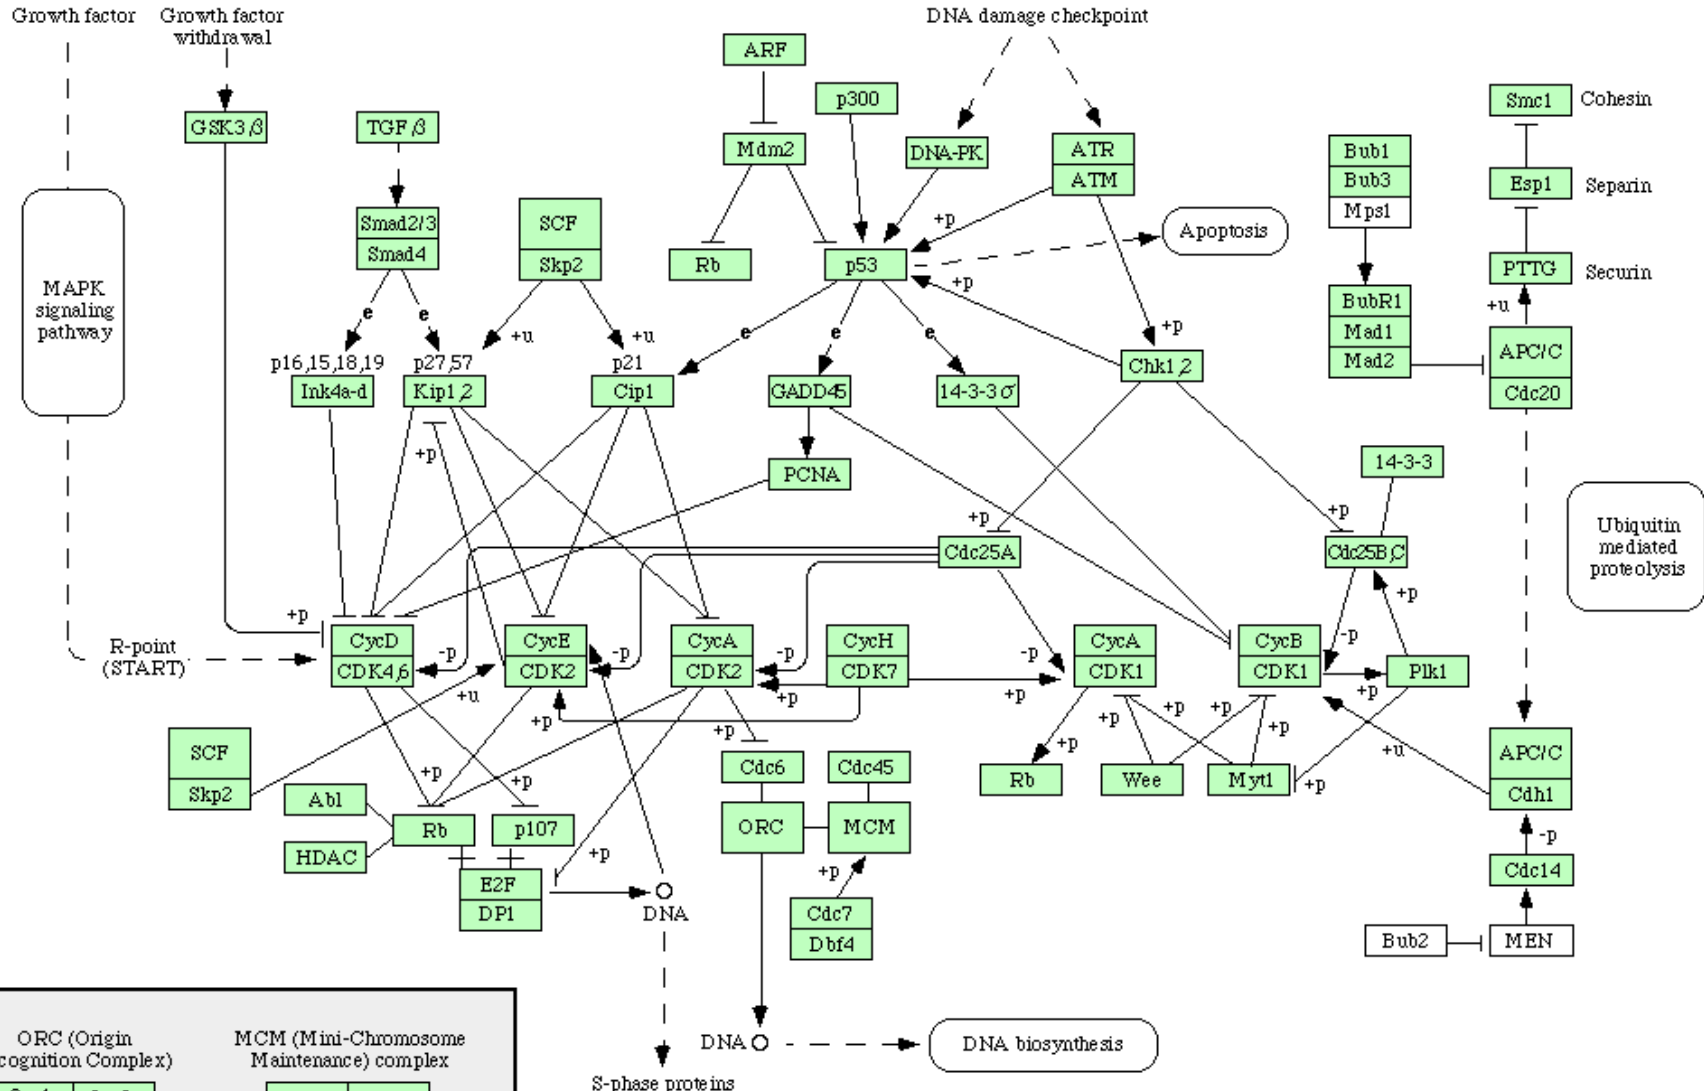 Growth factor
Growth factor
withdrawal
DNA damage checkpoint
ARF
p300
Smc1
Cohesin
GSK3β
TGFβ
Mdm2
DNA-PK
ATR
ATM
Bub1
Bub3
Mps1
Esp1
Separin
Smad2/3
Smad4
SCF
Skp2
Rb
p53
+p
Apoptosis
+p
PTTG
Securin
MAPK
signaling
pathway
BubR1
Mad1
Mad2
+u
APC/C
Cdc20
e
e
+u
+u
e
e
e
+p
p16,15,18,19
Ink4a-d
p27,57
Kip1,2
p21
Cip1
GADD45
14-3-3σ
Chk1,2
+p
PCNA
14-3-3
+p
+p
Cdc25A
Cdc25B,C
Ubiquitin
mediated
proteolysis
+p
+p
R-point
(START)
CycD
CDK4,6
-p
CycE
CDK2
-p
CycA
CDK2
-p
CycH
CDK7
-p
CycA
CDK1
CycB
CDK1
-p
Plk1
+u
+p
+p
+p
+p
+p
+p
+p
+p
+p
+u
SCF
Skp2
+p
+p
Cdc6
Cdc45
+p
Rb
Wee
Myt1
+p
APC/C
Cdh1
Abl
HDAC
Rb
p107
ORC
MCM
+p
+p
-p
Cdc14
E2F
DP1
DNA
Cdc7
Dbf4
Bub2
MEN
ORC (Origin
cognition Complex)
MCM (Mini-Chromosome
Maintenance) complex
DNA
DNA biosynthesis
S-phase proteins